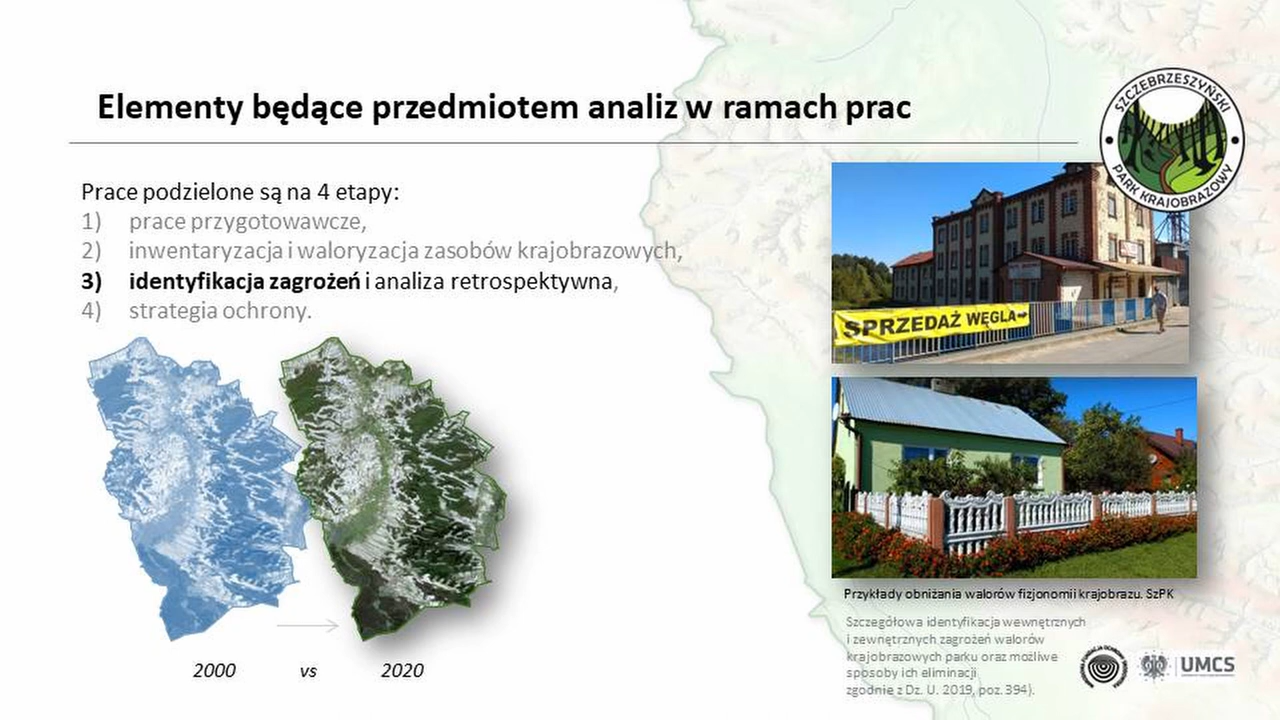 Elementy będące przedmiotem analiz w ramach prac
SZCZEBRZESZYŃSKI
PARK KRAJOBRAZOWY
Prace podzielone są na 4 etapy:
1) prace przygotowawcze,
2) inwentaryzacja i waloryzacja zasobów krajobrazowych,
3) identyfikacja zagrożeń i analiza retrospektywna,
4) strategia ochrony.
SPRZEDAŻ WĘGLA
2000 vs 2020
Przykłady obniżania walorów fizjonomii krajobrazu. SzPK
Szczegółowa identyfikacja wewnętrznych
i zewnętrznych zagrożeń walorów
krajobrazowych parku oraz możliwe
sposoby ich eliminacji
zgodnie z Dz. U. 2019, poz. 394).
UMCS